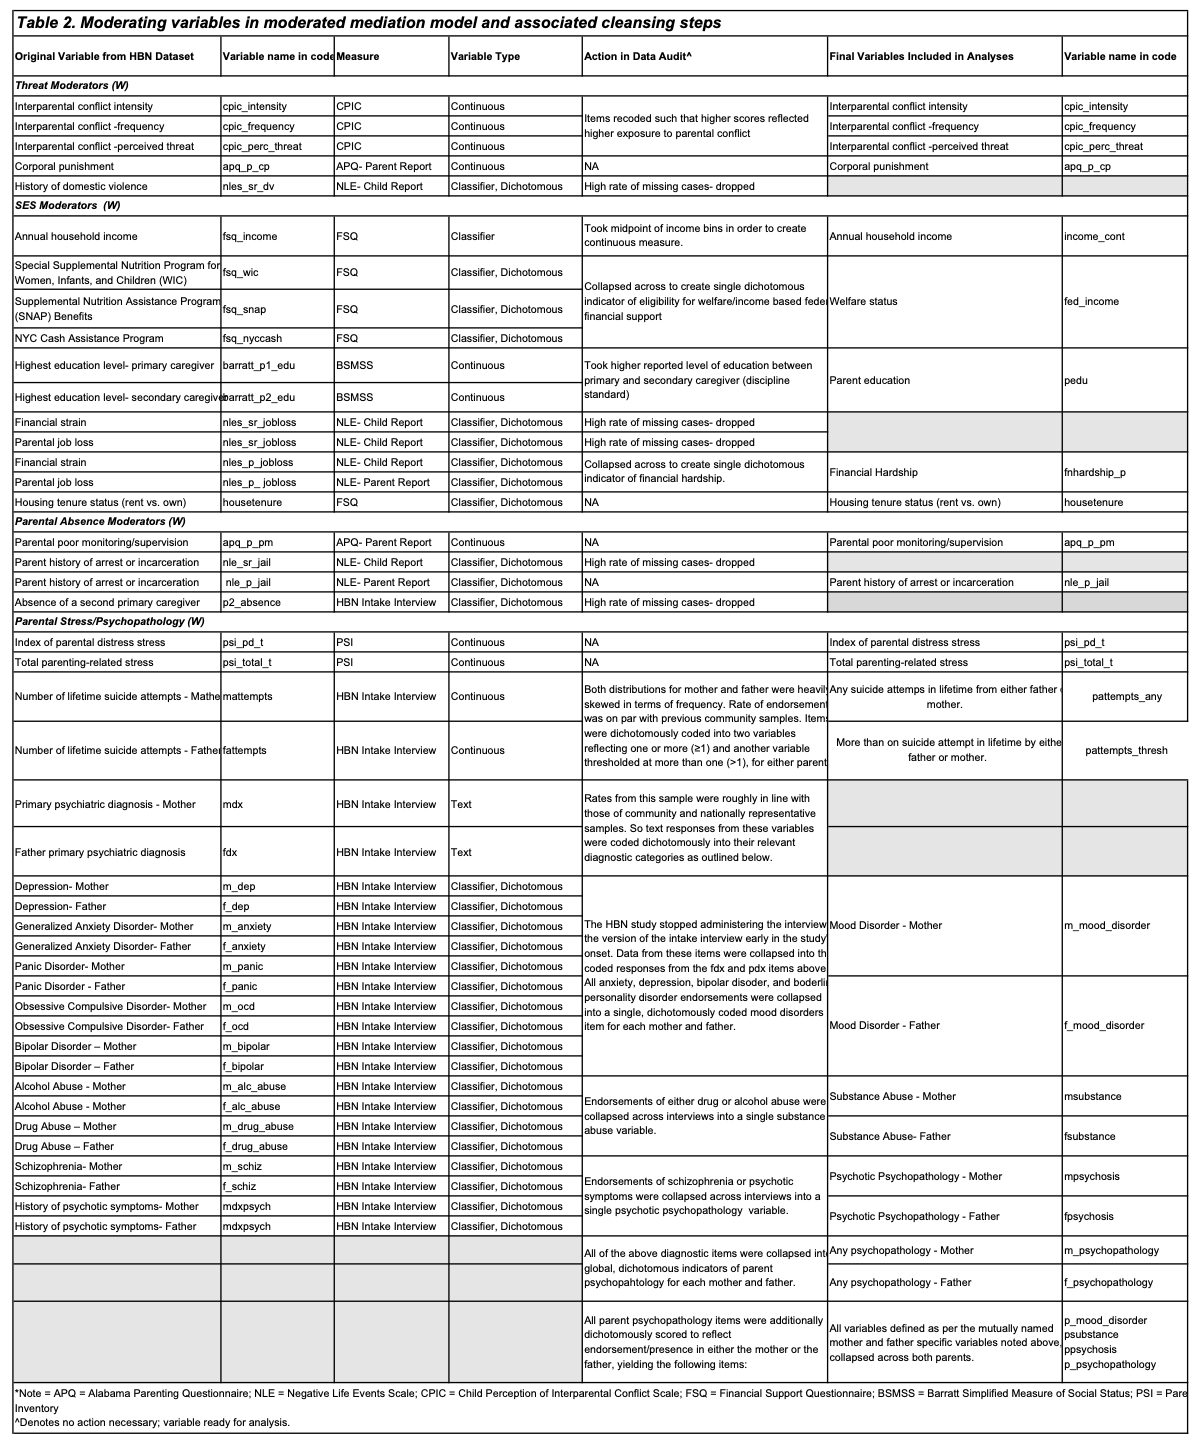 Table 2. Moderating variables in moderated mediation model and associated cleansing steps
Original Variable from HBN Dataset Variable name in code Measure Variable Type Action in Data Audit^ Final Variables Included in Analyses Variable name in code
Threat Moderators (W)
Interparental conflict intensity cpic_intensity CPIC Continuous Interparental conflict intensity cpic_intensity
Items recoded such that higher scores reflected
Interparental conflict -frequency cpic_frequency CPIC Continuous Interparental conflict -frequency cpic_frequency
higher exposure to parental conflict
Interparental conflict -perceived threat cpic_perc_threat CPIC Continuous Interparental conflict -perceived threat cpic_perc_threat
Corporal punishment apq_p_cp APQ- Parent Report Continuous NA Corporal punishment apq_p_cp
History of domestic violence nles_sr_dv NLE- Child Report Classifier, Dichotomous High rate of missing cases- dropped
SES Moderators (W)
Annual household income fsq_income FSQ Classifier
Took midpoint of income bins in order to create
continuous measure.
Annual household income income_cont
Special Supplemental Nutrition Program for
Women, Infants, and Children (WIC)
fsq_wic FSQ Classifier, Dichotomous
Supplemental Nutrition Assistance Program
(SNAP) Benefits
fsq_snap FSQ Classifier, Dichotomous
NYC Cash Assistance Program fsq_nyccash FSQ Classifier, Dichotomous
Collapsed across to create single dichotomous
indicator of eligibility for welfare/income based feder
financial support
Welfare status fed_income
Highest education level- primary caregiver barratt_p1_edu BSMSS Continuous
Highest education level- secondary caregiver barratt_p2_edu BSMSS Continuous
Took higher reported level of education between
primary and secondary caregiver (discipline
standard)
Parent education pedu
Financial strain nles_sr_jobloss NLE- Child Report Classifier, Dichotomous High rate of missing cases- dropped
Parental job loss nles_sr_jobloss NLE- Child Report Classifier, Dichotomous High rate of missing cases- dropped
Financial strain nles_p_jobloss NLE- Child Report Classifier, Dichotomous
Parental job loss nles_p_ jobloss NLE- Parent Report Classifier, Dichotomous
Collapsed across to create single dichotomous
indicator of financial hardship.
Financial Hardship fnhardship_p
Housing tenure status (rent vs. own) housetenure FSQ Classifier, Dichotomous NA Housing tenure status (rent vs. own) housetenure
Parental Absence Moderators (W)
Parental poor monitoring/supervision apq_p_pm APQ- Parent Report Continuous NA Parental poor monitoring/supervision apq_p_pm
Parent history of arrest or incarceration nle_sr_jail NLE- Child Report Classifier, Dichotomous High rate of missing cases- dropped
Parent history of arrest or incarceration nle_p_jail NLE- Parent Report Classifier, Dichotomous NA Parent history of arrest or incarceration nle_p_jail
Absence of a second primary caregiver p2_absence HBN Intake Interview Classifier, Dichotomous High rate of missing cases- dropped
Parental Stress/Psychopathology (W)
Index of parental distress stress psi_pd_t PSI Continuous NA Index of parental distress stress psi_pd_t
Total parenting-related stress psi_total_t PSI Continuous NA Total parenting-related stress psi_total_t
Number of lifetime suicide attempts - Mothe mattempts HBN Intake Interview Continuous
Number of lifetime suicide attempts - Father fattempts HBN Intake Interview Continuous
Both distributions for mother and father were heavily
skewed in terms of frequency. Rate of endorsement
was on par with previous community samples. Items
were dichotomously coded into two variables
reflecting one or more (≥1) and another variable
thresholded at more than one (>1), for either parent
Any suicide attemps in lifetime from either father o
mother.
pattempts_any
More than on suicide attempt in lifetime by eithe
father or mother.
pattempts_thresh
Primary psychiatric diagnosis - Mother mdx HBN Intake Interview Text
Father primary psychiatric diagnosis fdx HBN Intake Interview Text
Rates from this sample were roughly in line with
those of community and nationally representative
samples. So text responses from these variables
were coded dichotomously into their relevant
diagnostic categories as outlined below.
Depression- Mother m_dep HBN Intake Interview Classifier, Dichotomous
Depression- Father f_dep HBN Intake Interview Classifier, Dichotomous
Generalized Anxiety Disorder- Mother m_anxiety HBN Intake Interview Classifier, Dichotomous
Generalized Anxiety Disorder- Father f_anxiety HBN Intake Interview Classifier, Dichotomous
Panic Disorder- Mother m_panic HBN Intake Interview Classifier, Dichotomous
Panic Disorder - Father f_panic HBN Intake Interview Classifier, Dichotomous
Obsessive Compulsive Disorder- Mother m_ocd HBN Intake Interview Classifier, Dichotomous
Obsessive Compulsive Disorder- Father f_ocd HBN Intake Interview Classifier, Dichotomous
Bipolar Disorder – Mother m_bipolar HBN Intake Interview Classifier, Dichotomous
Bipolar Disorder – Father f_bipolar HBN Intake Interview Classifier, Dichotomous
The HBN study stopped administering the interview
the version of the intake interview early in the study'
onset. Data from these items were collapsed into th
coded responses from the fdx and pdx items above
All anxiety, depression, bipolar disoder, and boderlin
personality disorder endorsements were collapsed
into a single, dichotomously coded mood disorders
item for each mother and father.
Mood Disorder - Mother m_mood_disorder
Mood Disorder - Father f_mood_disorder
Alcohol Abuse - Mother m_alc_abuse HBN Intake Interview Classifier, Dichotomous
Alcohol Abuse - Mother f_alc_abuse HBN Intake Interview Classifier, Dichotomous
Drug Abuse – Mother m_drug_abuse HBN Intake Interview Classifier, Dichotomous
Drug Abuse – Father f_drug_abuse HBN Intake Interview Classifier, Dichotomous
Endorsements of either drug or alcohol abuse were
collapsed across interviews into a single substance
abuse variable.
Substance Abuse - Mother msubstance
Substance Abuse- Father fsubstance
Schizophrenia- Mother m_schiz HBN Intake Interview Classifier, Dichotomous
Schizophrenia- Father f_schiz HBN Intake Interview Classifier, Dichotomous
History of psychotic symptoms- Mother mdxpsych HBN Intake Interview Classifier, Dichotomous
History of psychotic symptoms- Father mdxpsych HBN Intake Interview Classifier, Dichotomous
Endorsements of schizophrenia or psychotic
symptoms were collapsed across interviews into a
single psychotic psychopathology variable.
Psychotic Psychopathology - Mother mpsychosis
Psychotic Psychopathology - Father fpsychosis
All of the above diagnostic items were collapsed into
global, dichotomous indicators of parent
psychopahtology for each mother and father.
Any psychopathology - Mother m_psychopathology
Any psychopathology - Father f_psychopathology
All parent psychopathology items were additionally
dichotomously scored to reflect
endorsement/presence in either the mother or the
father, yielding the following items:
All variables defined as per the mutually named
mother and father specific variables noted above,
collapsed across both parents.
p_mood_disorder
psubstance
ppsychosis
p_psychopathology
*Note = APQ = Alabama Parenting Questionnaire; NLE = Negative Life Events Scale; CPIC = Child Perception of Interparental Conflict Scale; FSQ = Financial Support Questionnaire; BSMSS = Barratt Simplified Measure of Social Status; PSI = Pare
Inventory
^Denotes no action necessary; variable ready for analysis.